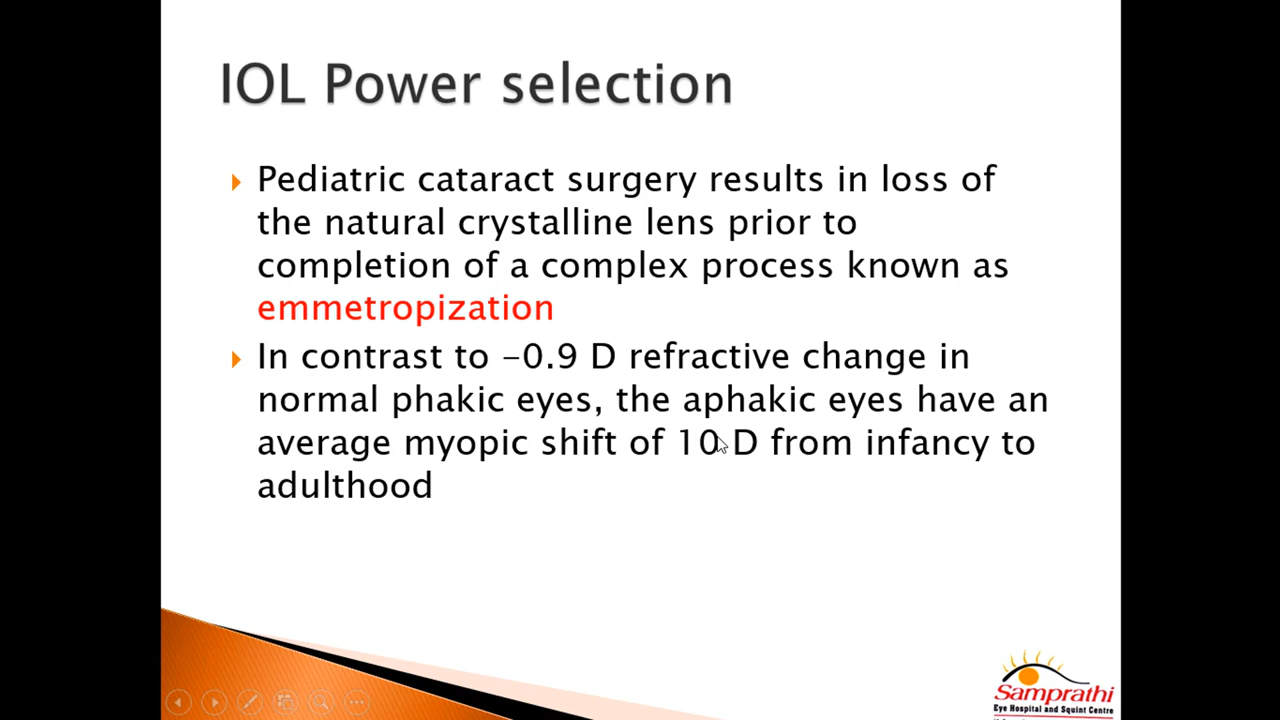 IOL Power selection
Pediatric cataract surgery results in loss of
the natural crystalline lens prior to
completion of a complex process known as
emmetropization
In contrast to -0.9 D refractive change in
normal phakic eyes, the aphakic eyes have an
average myopic shift of 10 D from infancy to
adulthood
Samprathi
Eye Hospital and Squint Centre